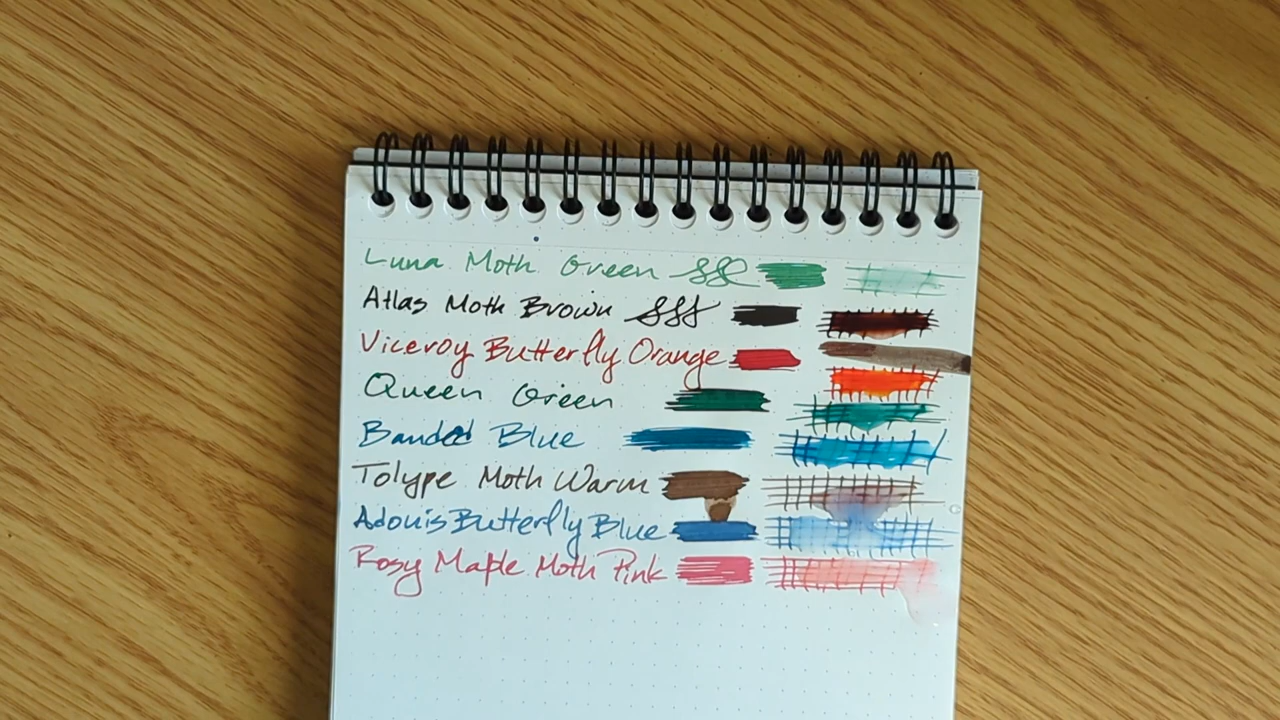 Luna Moth Green
Atlas Moth Brown
Viceroy Butterfly Orange
Queen Green
Banded Blue
Tolype Moth Warm
Adonis Butterfly Blue
Rosy Maple Moth Pink